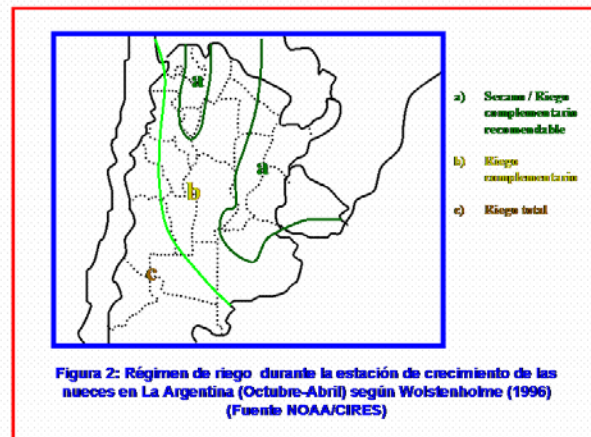 a
a
b
c
a) Secano / Riego
complementario
recomendable
b) Riego
complementario
c) Riego total
Figura 2: Régimen de riego durante la estación de crecimiento de las
nueces en La Argentina (Octubre-Abril) según Wolstenholme (1996)
(Fuente NOAA/CIRES)